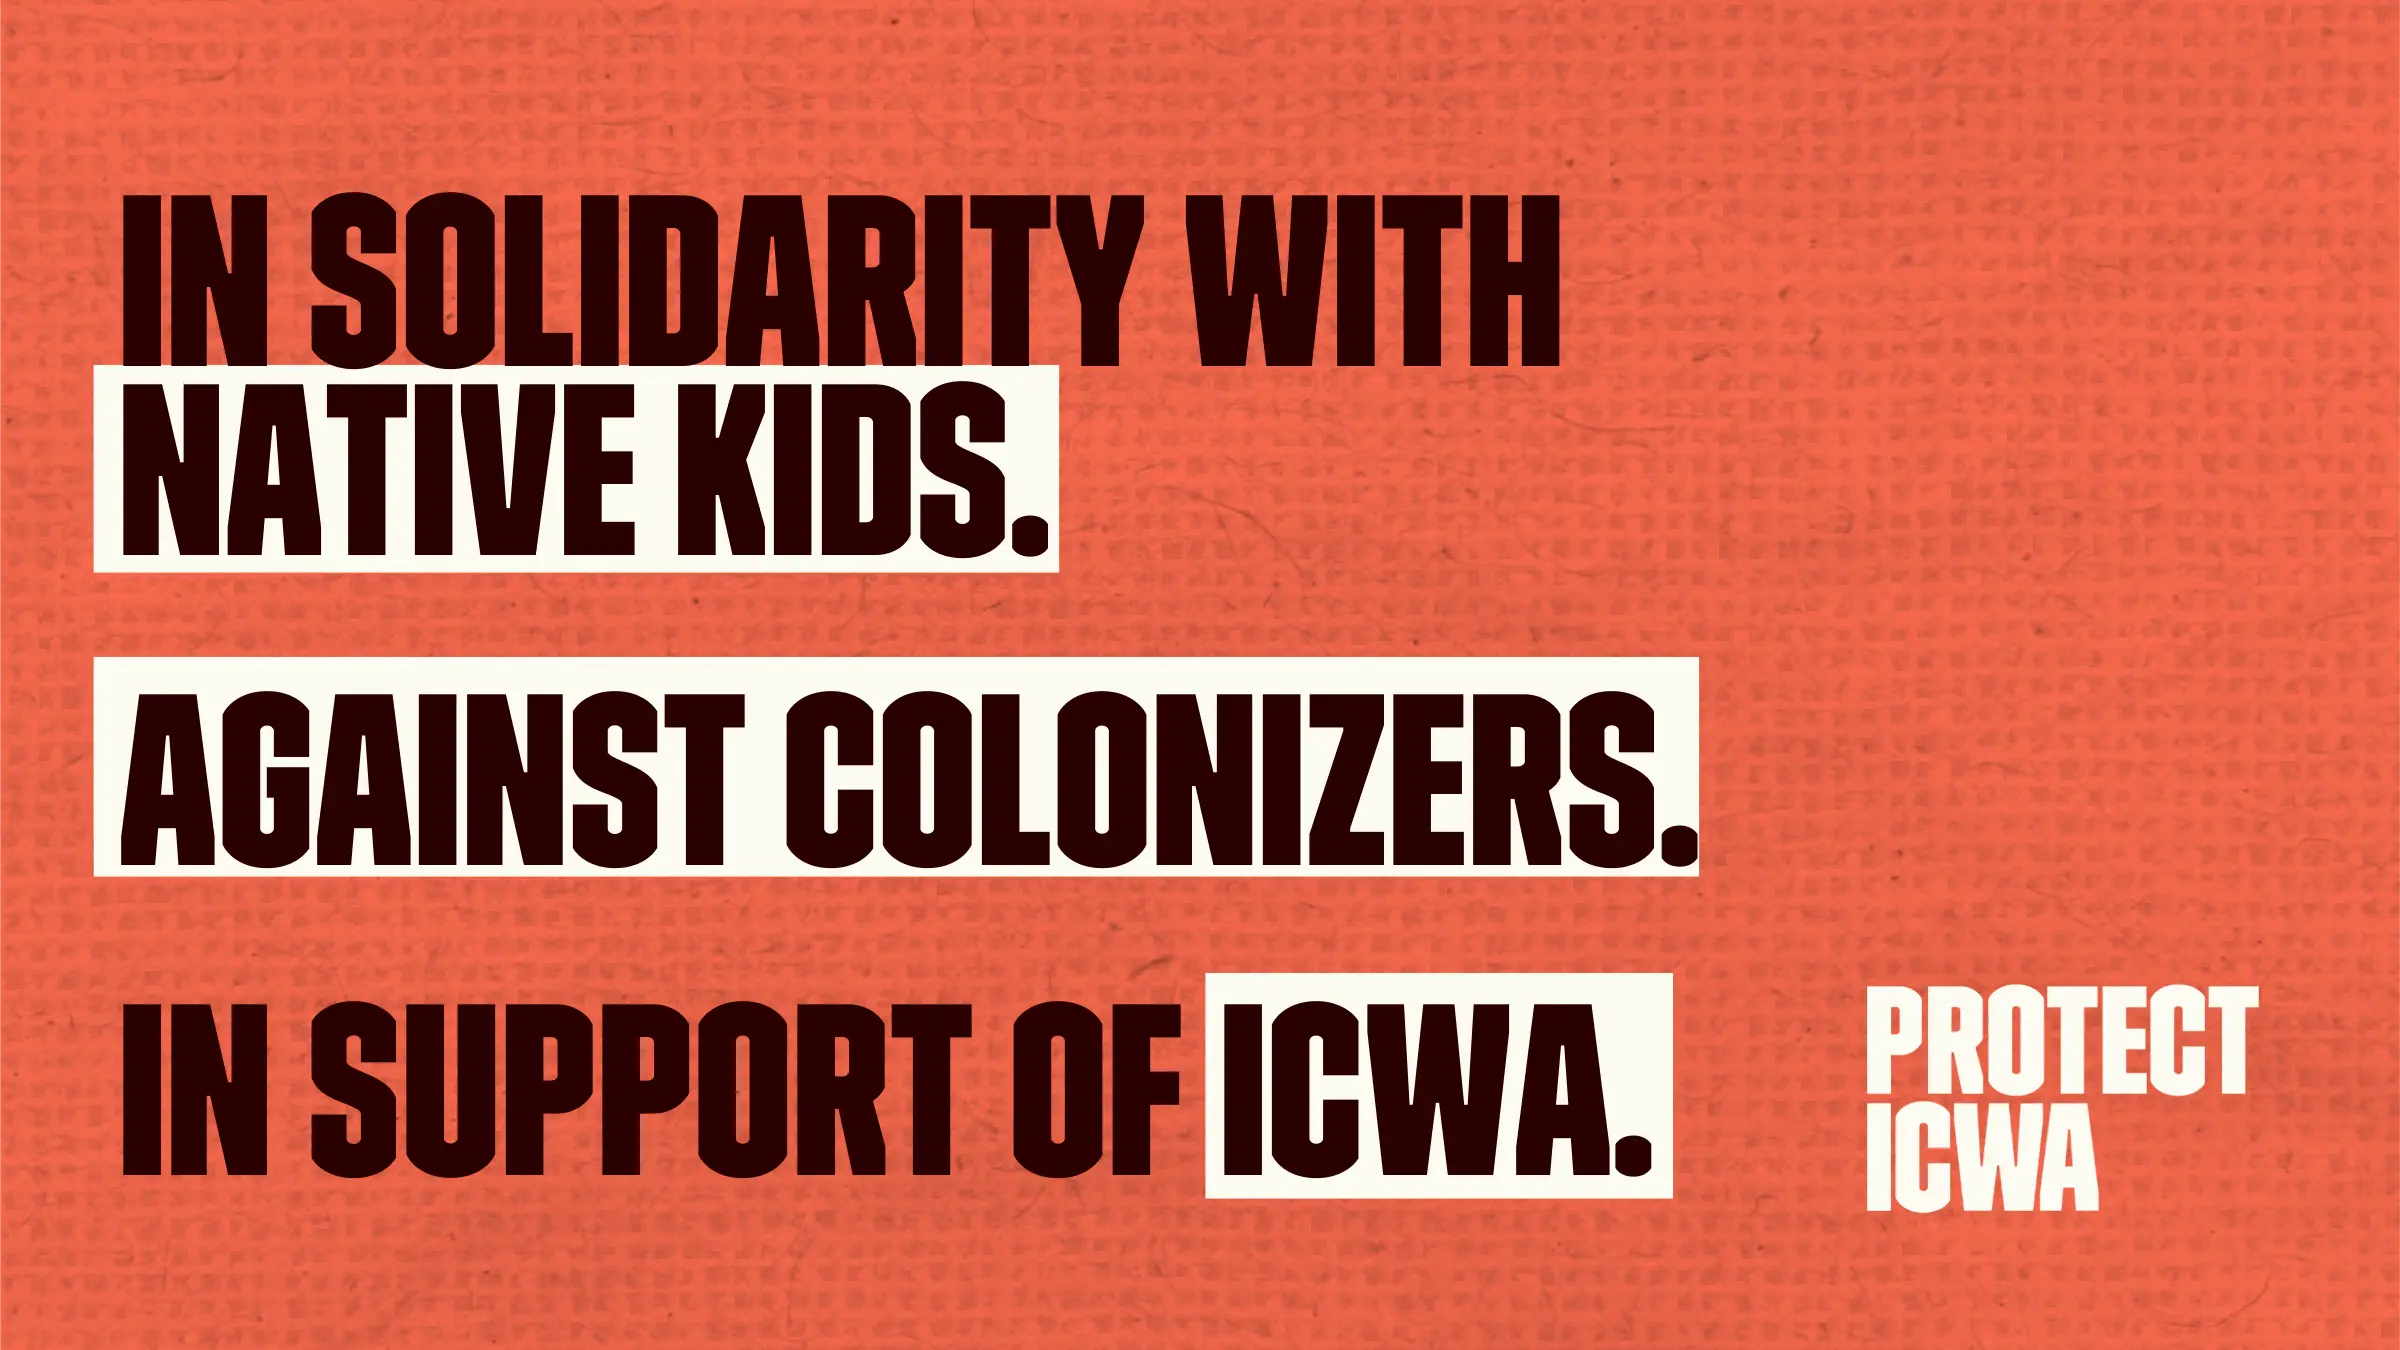 IN SOLIDARITY WITH
NATIVE KIDS.
AGAINST COLONIZERS.
IN SUPPORT OF ICWA.
PROTECT
ICWA